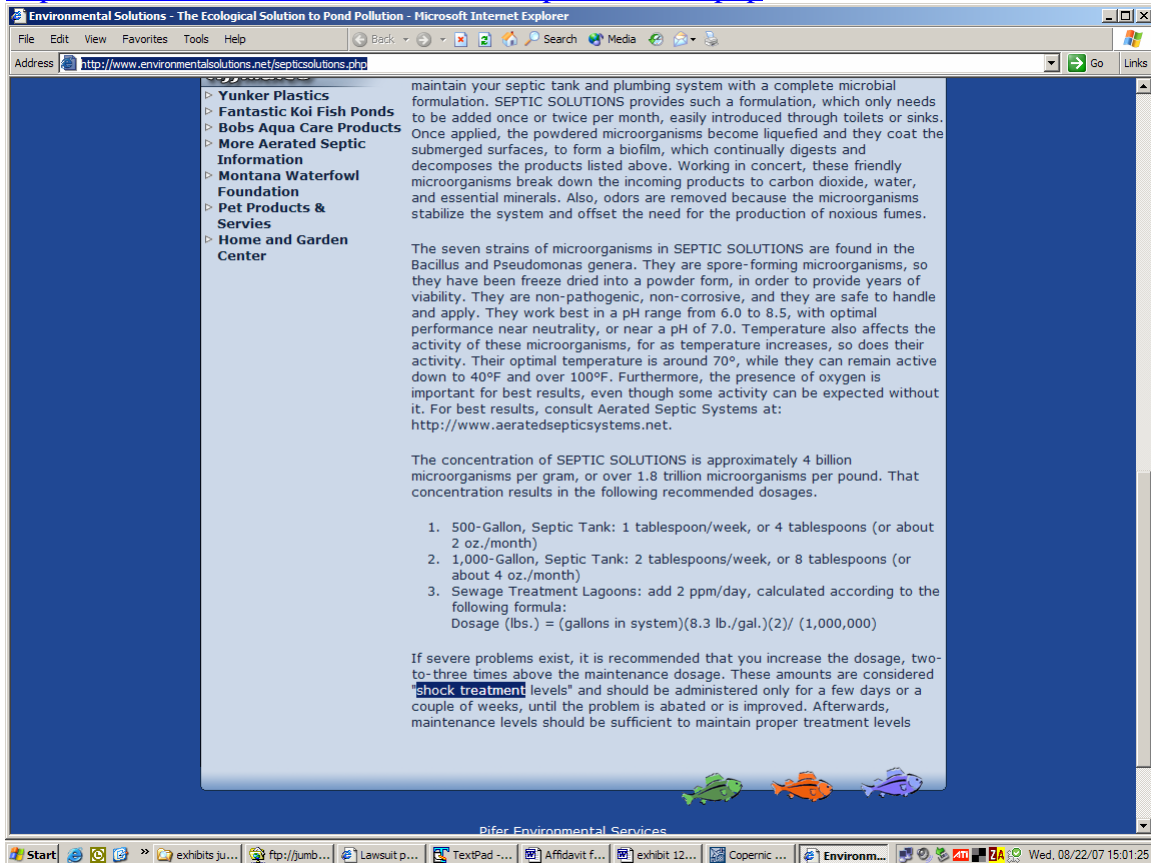 Environmental Solutions - The Ecological Solution to Pond Pollution - Microsoft Internet Explorer
File Edit View Favorites Tools Help
Back Search Media
Address http://www.environmentalsolutions.net/septicsolutions.php Go Links
▷ Yunker Plastics
▷ Fantastic Koi Fish Ponds
▷ Bobs Aqua Care Products
▷ More Aerated Septic
Information
▷ Montana Waterfowl
Foundation
▷ Pet Products &
Servies
▷ Home and Garden
Center
maintain your septic tank and plumbing system with a complete microbial
formulation. SEPTIC SOLUTIONS provides such a formulation, which only needs
to be added once or twice per month, easily introduced through toilets or sinks.
Once applied, the powdered microorganisms become liquefied and they coat the
submerged surfaces, to form a biofilm, which continually digests and
decomposes the products listed above. Working in concert, these friendly
microorganisms break down the incoming products to carbon dioxide, water,
and essential minerals. Also, odors are removed because the microorganisms
stabilize the system and offset the need for the production of noxious fumes.
The seven strains of microorganisms in SEPTIC SOLUTIONS are found in the
Bacillus and Pseudomonas genera. They are spore-forming microorganisms, so
they have been freeze dried into a powder form, in order to provide years of
viability. They are non-pathogenic, non-corrosive, and they are safe to handle
and apply. They work best in a pH range from 6.0 to 8.5, with optimal
performance near neutrality, or near a pH of 7.0. Temperature also affects the
activity of these microorganisms, for as temperature increases, so does their
activity. Their optimal temperature is around 70°, while they can remain active
down to 40°F and over 100°F. Furthermore, the presence of oxygen is
important for best results, even though some activity can be expected without
it. For best results, consult Aerated Septic Systems at:
http://www.aeratedsepticsystems.net.
The concentration of SEPTIC SOLUTIONS is approximately 4 billion
microorganisms per gram, or over 1.8 trillion microorganisms per pound. That
concentration results in the following recommended dosages.
1. 500-Gallon, Septic Tank: 1 tablespoon/week, or 4 tablespoons (or about
2 oz./month)
2. 1,000-Gallon, Septic Tank: 2 tablespoons/week, or 8 tablespoons (or
about 4 oz./month)
3. Sewage Treatment Lagoons: add 2 ppm/day, calculated according to the
following formula:
Dosage (lbs.) = (gallons in system)(8.3 lb./gal.)(2)/ (1,000,000)
If severe problems exist, it is recommended that you increase the dosage, two-
to-three times above the maintenance dosage. These amounts are considered
"shock treatment levels" and should be administered only for a few days or a
couple of weeks, until the problem is abated or is improved. Afterwards,
maintenance levels should be sufficient to maintain proper treatment levels
Pifer Environmental Services
Start » exhibits ju... ftp://jumb... Lawsuit p... TextPad -... Affidavit f... exhibit 12... Copernic ... Environm... Wed, 08/22/07 15:01:25